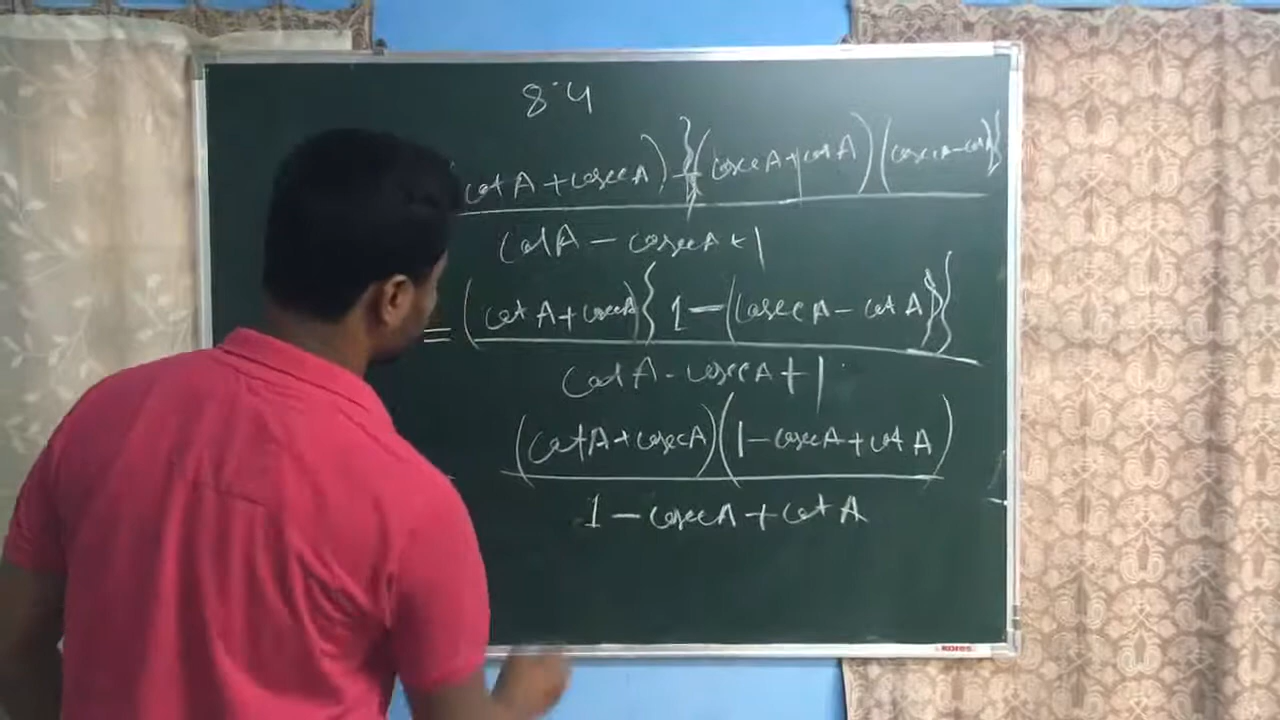 8.4
cot A + cosec A) - {(cosec A + cot A) (cosec A - cot A)}
cot A - cosec A + 1
= (cot A + cosec A) { 1 - (cosec A - cot A)}
cot A - cosec A + 1
(cot A + cosec A) (1 - cosec A + cot A)
1 - cosec A + cot A
kores